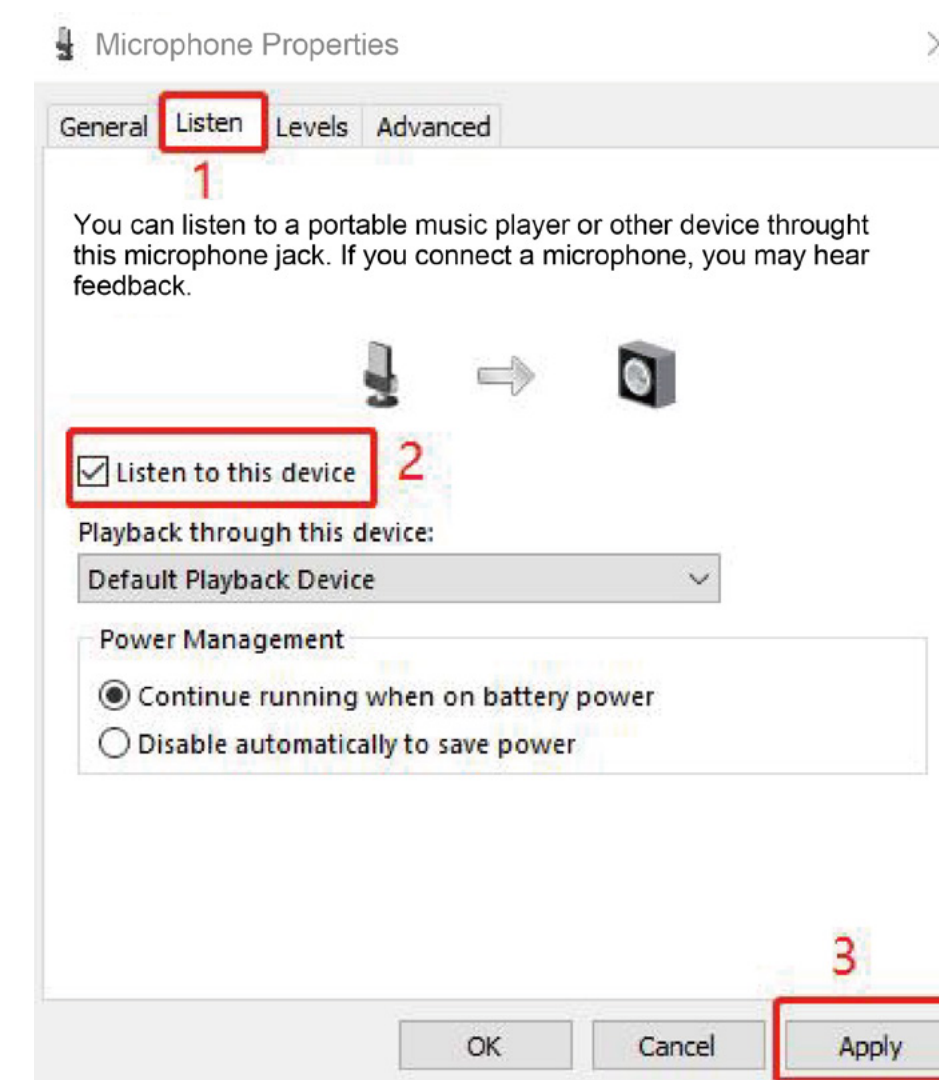 Microphone Properties
General Listen Levels Advanced
1
You can listen to a portable music player or other device throught
this microphone jack. If you connect a microphone, you may hear
feedback.
Listen to this device 2
Playback through this device:
Default Playback Device
Power Management
Continue running when on battery power
Disable automatically to save power
3
OK Cancel Apply